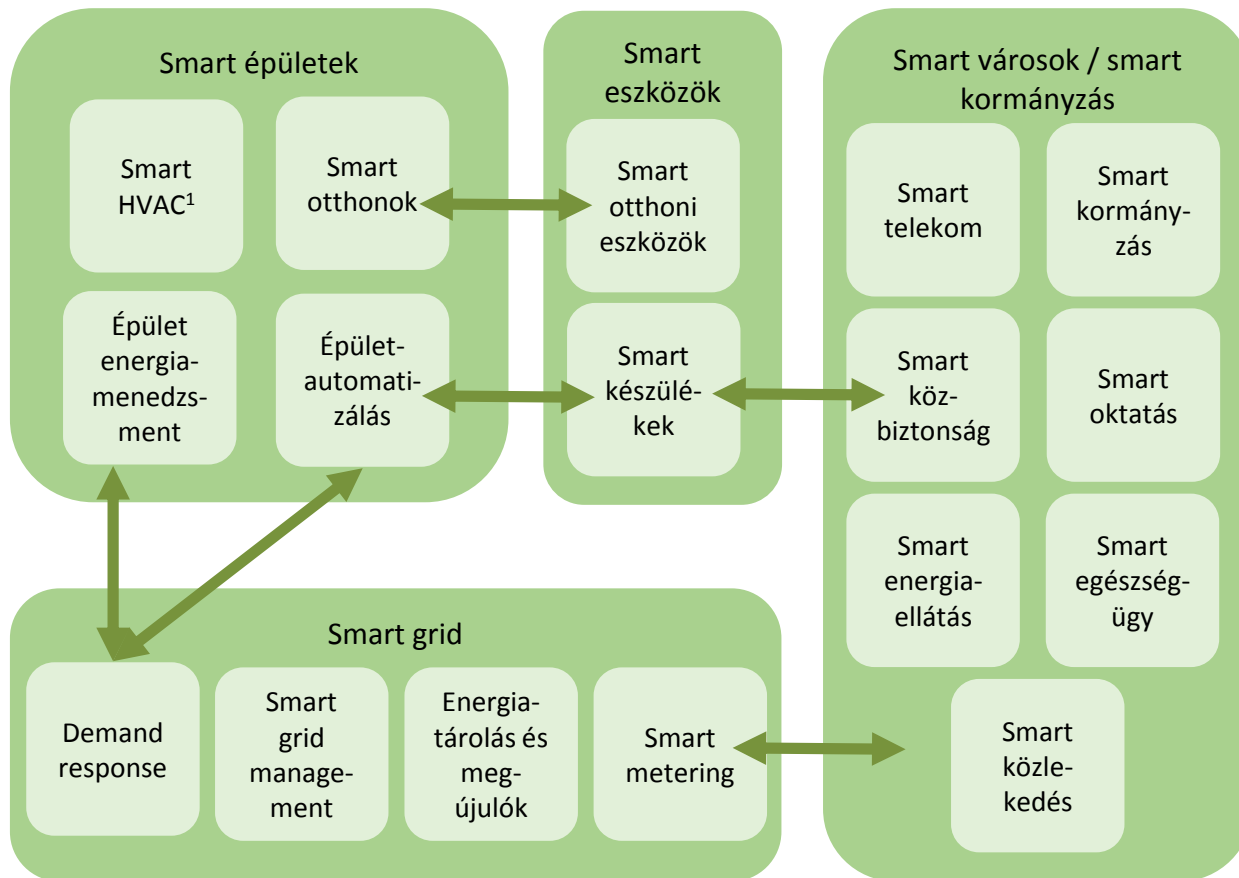 Smart épületek
Smart
HVAC¹
Smart
otthonok
Épület
energia-
menedzs-
ment
Épület-
automati-
zálás
Smart
eszközök
Smart
otthoni
eszközök
Smart
készülé-
kek
Smart városok / smart
kormányzás
Smart
telekom
Smart
kormány-
zás
Smart
köz-
biztonság
Smart
oktatás
Smart
energia-
ellátás
Smart
egészség-
ügy
Smart
közle-
kedés
Smart grid
Demand
response
Smart
grid
manage-
ment
Energia-
tárolás és
meg-
újulók
Smart
metering